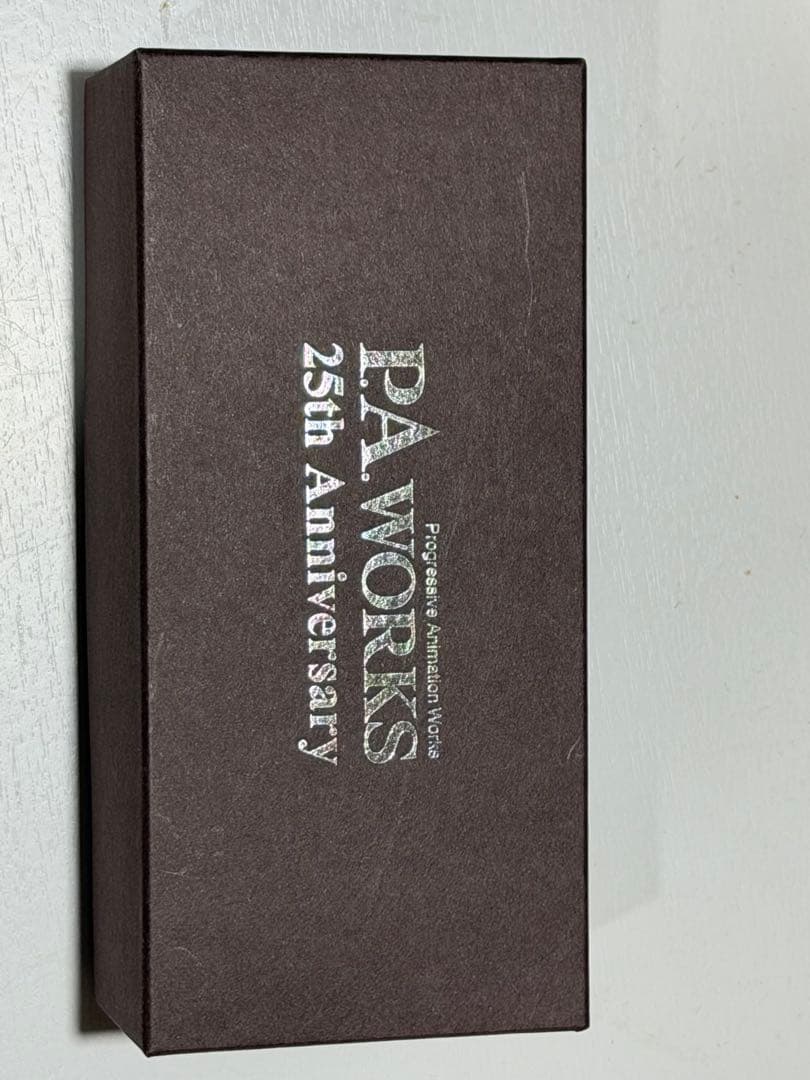 Progressive Animation Works
P.A.WORKS
25th Anniversary